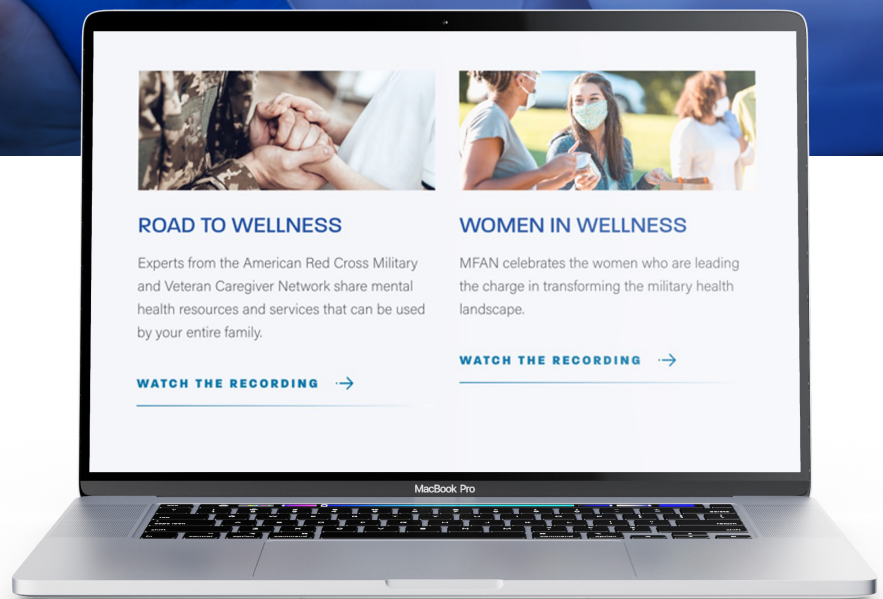 ROAD TO WELLNESS
Experts from the American Red Cross Military
and Veteran Caregiver Network share mental
health resources and services that can be used
by your entire family.
WATCH THE RECORDING
WOMEN IN WELLNESS
MFAN celebrates the women who are leading
the charge in transforming the military health
landscape.
WATCH THE RECORDING
MacBook Pro